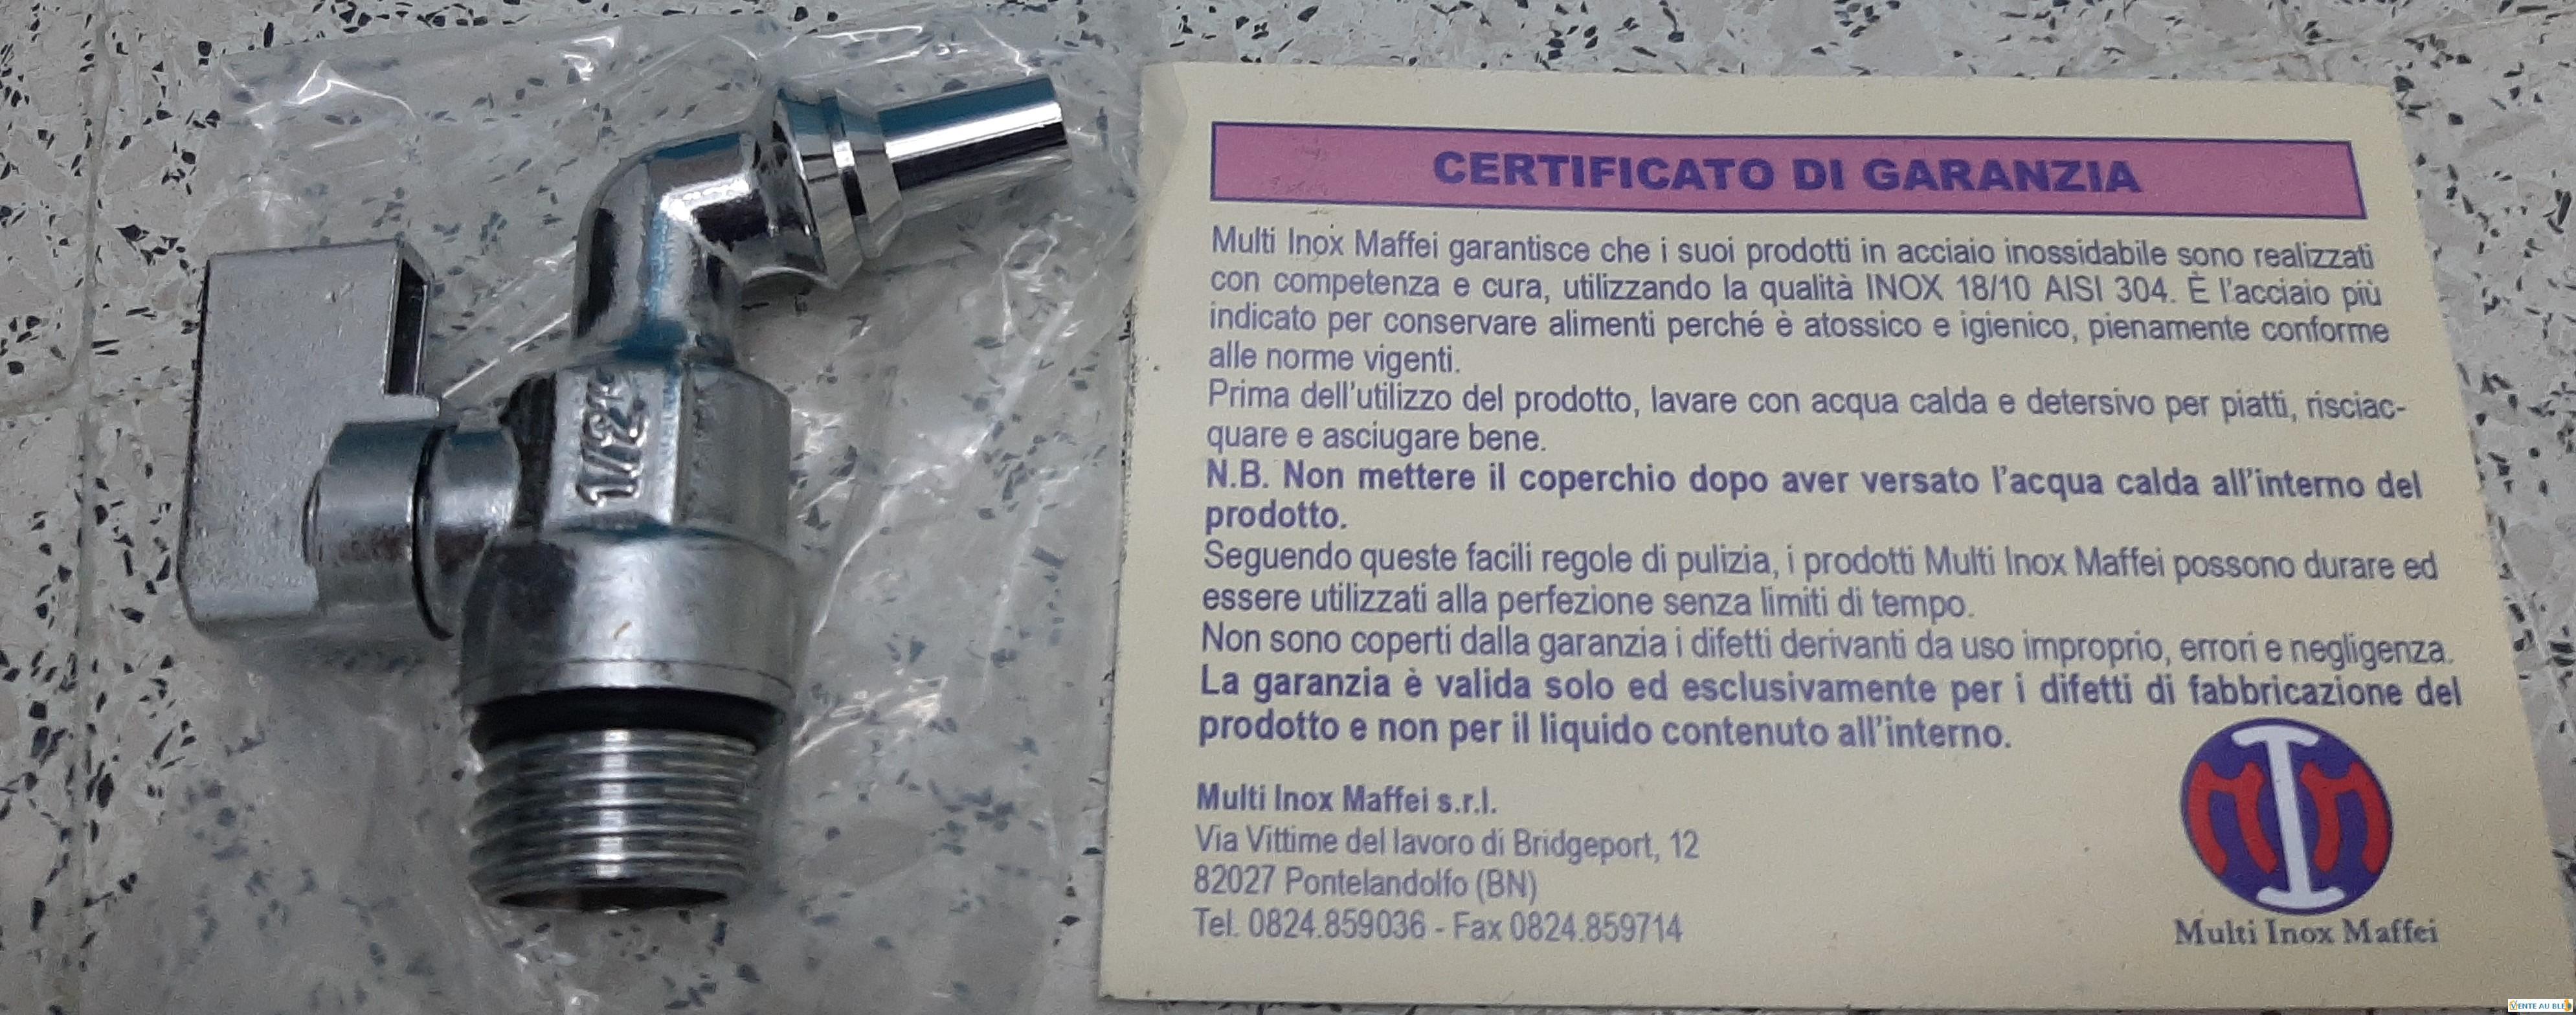 1/2"
CERTIFICATO DI GARANZIA
Multi Inox Maffei garantisce che i suoi prodotti in acciaio inossidabile sono realizzati
con competenza e cura, utilizzando la qualità INOX 18/10 AISI 304. È l'acciaio più
indicato per conservare alimenti perché è atossico e igienico, pienamente conforme
alle norme vigenti.
Prima dell'utilizzo del prodotto, lavare con acqua calda e detersivo per piatti, risciac-
quare e asciugare bene.
N.B. Non mettere il coperchio dopo aver versato l'acqua calda all'interno del
prodotto.
Seguendo queste facili regole di pulizia, i prodotti Multi Inox Maffei possono durare ed
essere utilizzati alla perfezione senza limiti di tempo.
Non sono coperti dalla garanzia i difetti derivanti da uso improprio, errori e negligenza.
La garanzia è valida solo ed esclusivamente per i difetti di fabbricazione del
prodotto e non per il liquido contenuto all'interno.
Multi Inox Maffei s.r.l.
Via Vittime del lavoro di Bridgeport, 12
82027 Pontelandolfo (BN)
Tel. 0824.859036 - Fax 0824.859714
MIM
Multi Inox Maffei
VENTE AU BLED